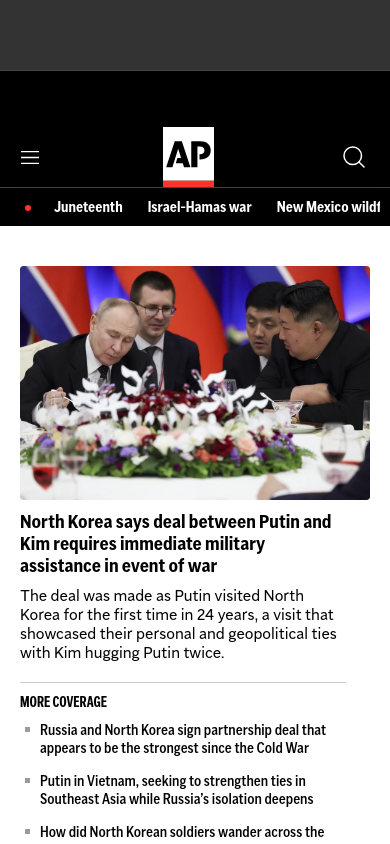 AP
Juneteenth Israel-Hamas war New Mexico wildf
North Korea says deal between Putin and
Kim requires immediate military
assistance in event of war
The deal was made as Putin visited North
Korea for the first time in 24 years, a visit that
showcased their personal and geopolitical ties
with Kim hugging Putin twice.
MORE COVERAGE
Russia and North Korea sign partnership deal that
appears to be the strongest since the Cold War
Putin in Vietnam, seeking to strengthen ties in
Southeast Asia while Russia's isolation deepens
How did North Korean soldiers wander across the